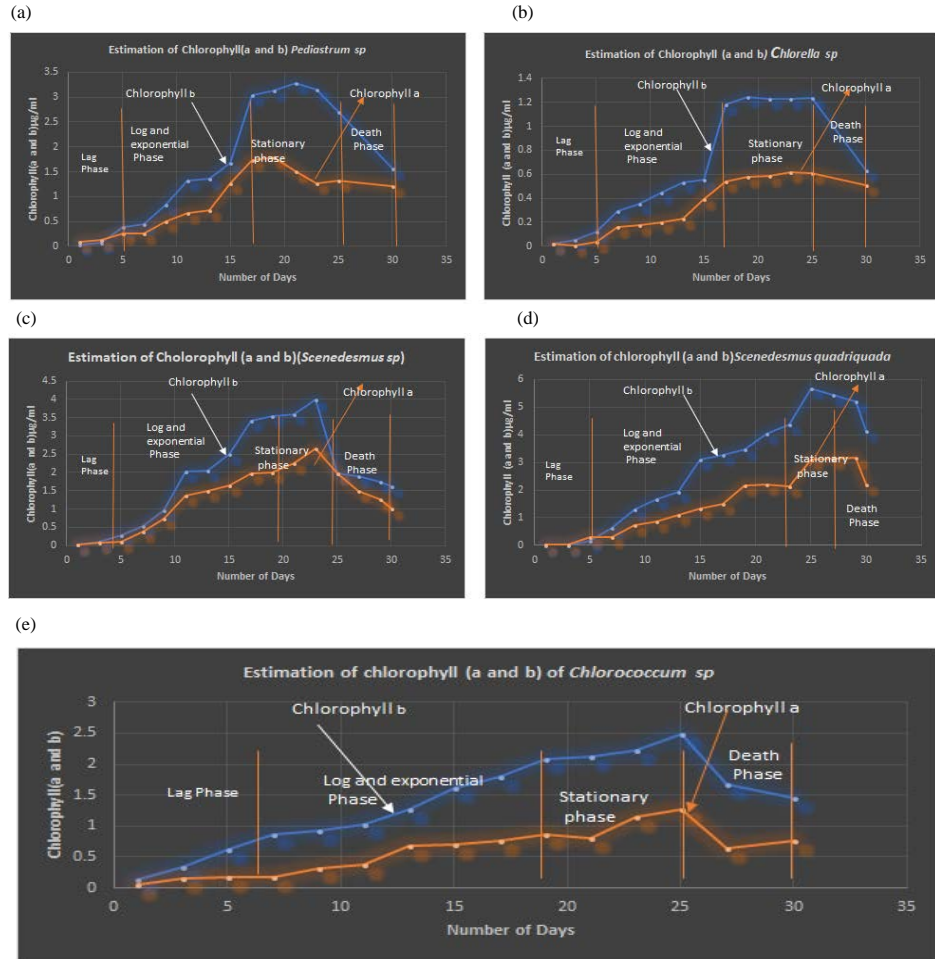 (a)
Estimation of Chlorophyll(a and b) Pediastrum sp
Chlorophyll(a and b)µg/ml
3.5
3
2.5
2
1.5
1
0.5
0
Chlorophyll b
Chlorophyll a
Lag
Phase
Log and
exponential
Phase
Stationary
phase
Death
Phase
0 5 10 15 20 25 30 35
Number of Days
(b)
Estimation of Chlorophyll (a and b) Chlorella sp
Chlorophyll (a and b)µg/ml
1.4
1.2
1
0.8
0.6
0.4
0.2
0
Chlorophyll b
Chlorophyll a
Lag
Phase
Log and
exponential
Phase
Stationary
phase
Death
Phase
0 5 10 15 20 25 30 35
Number of Days
(c)
Estimation of Cholorophyll (a and b)(Scenedesmus sp)
Chlorophyll(and b)µg/ml
4.5
4
3.5
3
2.5
2
1.5
1
0.5
0
Chlorophyll b
Chlorophyll a
Lag
Phase
Log and
exponential
Phase
Stationary
phase
Death
Phase
0 5 10 15 20 25 30 35
Number of Days
(d)
Estimation of chlorophyll (a and b)Scenedesmus quadriquada
Chlorophyll (a and b)µg/ml
6
5
4
3
2
1
0
Chlorophyll b
Chlorophyll a
Lag
Phase
Log and
exponential
Phase
Stationary
phase
Death
Phase
0 5 10 15 20 25 30 35
Number of Days
(e)
Estimation of chlorophyll (a and b) of Chlorococcum sp
Chlorophyll(a and b)
3
2.5
2
1.5
1
0.5
0
Chlorophyll b
Chlorophyll a
Lag Phase
Log and exponential
Phase
Stationary
phase
Death
Phase
0 5 10 15 20 25 30 35
Number of Days